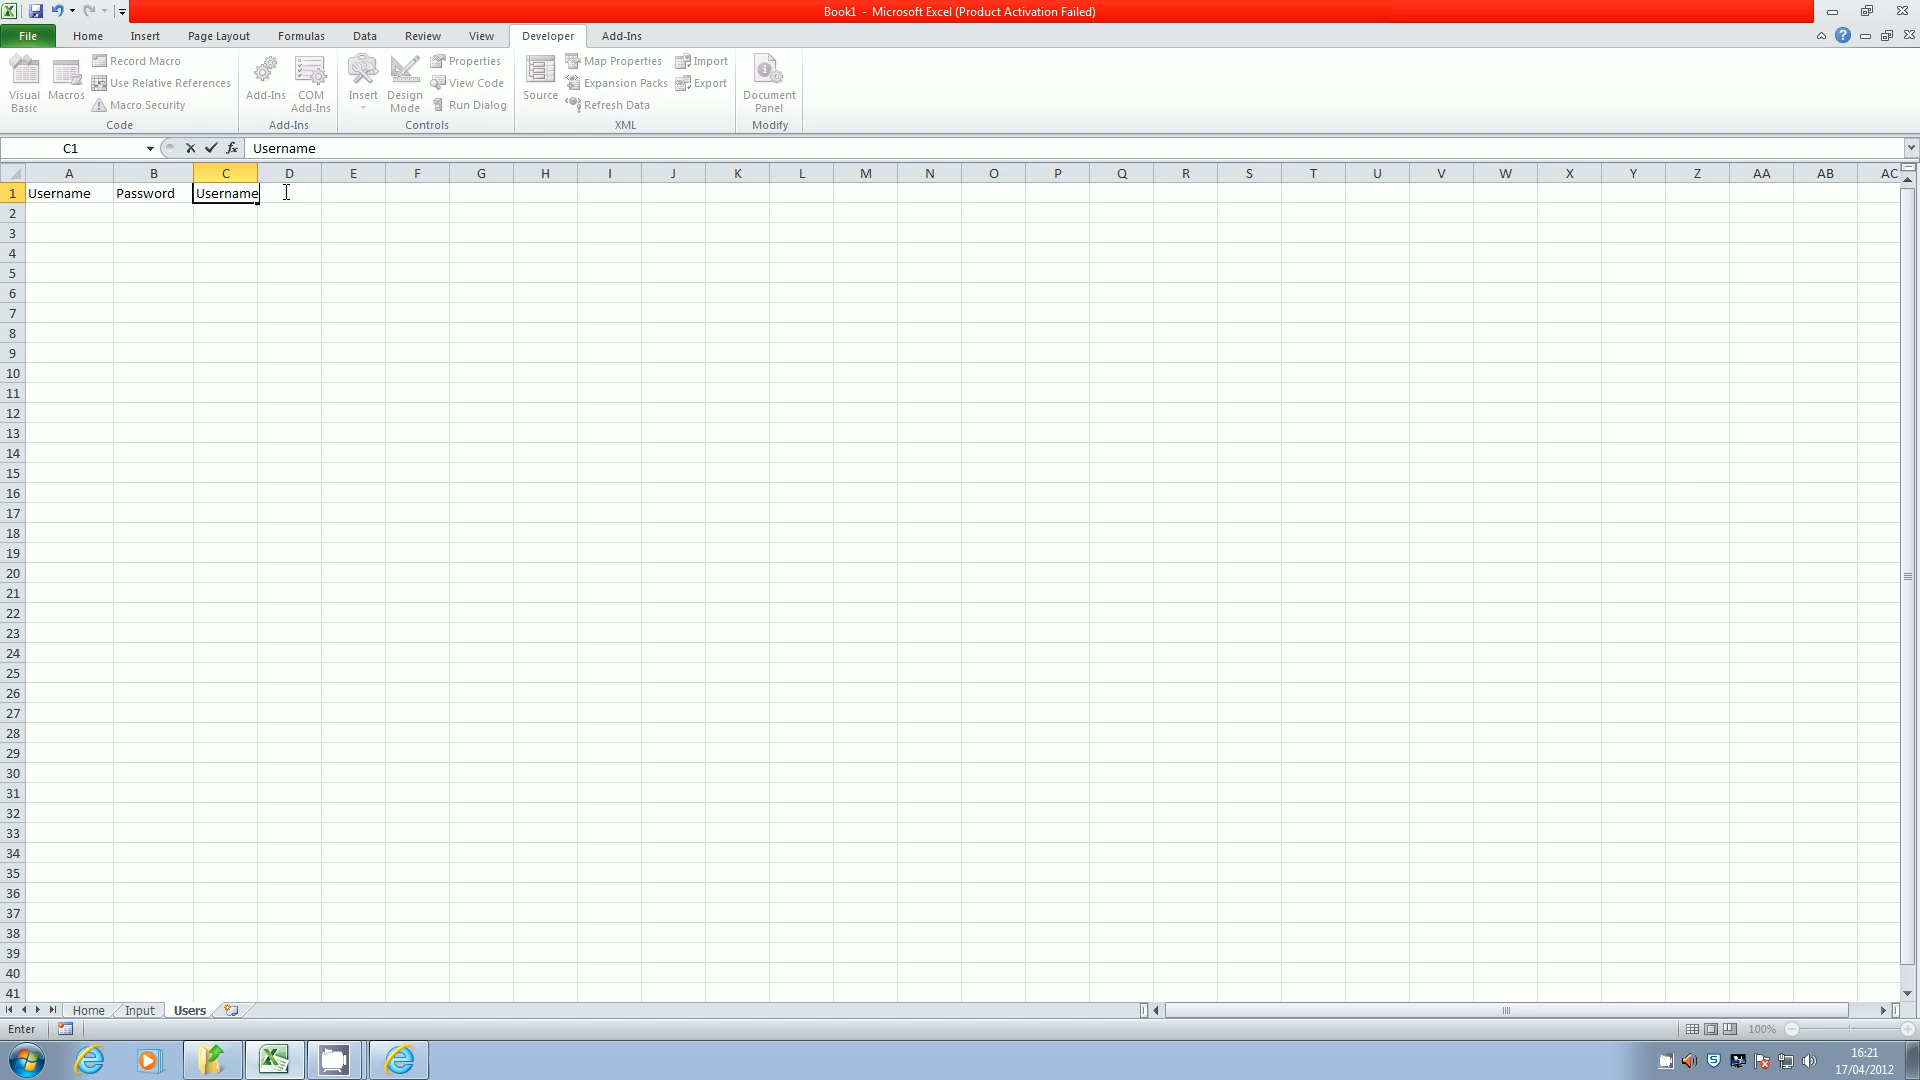 Book1 - Microsoft Excel (Product Activation Failed)
File Home Insert Page Layout Formulas Data Review View Developer Add-Ins
Visual Basic
Macros
Record Macro
Use Relative References
Macro Security
Code
Add-Ins
COM Add-Ins
Add-Ins
Insert
Design Mode
Properties
View Code
Run Dialog
Controls
Source
Map Properties
Expansion Packs
Refresh Data
Import
Export
XML
Document Panel
Modify
C1 fx Username
A B C D E F G H I J K L M N O P Q R S T U V W X Y Z AA AB AC
1 Username Password Username
2
3
4
5
6
7
8
9
10
11
12
13
14
15
16
17
18
19
20
21
22
23
24
25
26
27
28
29
30
31
32
33
34
35
36
37
38
39
40
41
Home Input Users
Enter 100%
16:21
17/04/2012